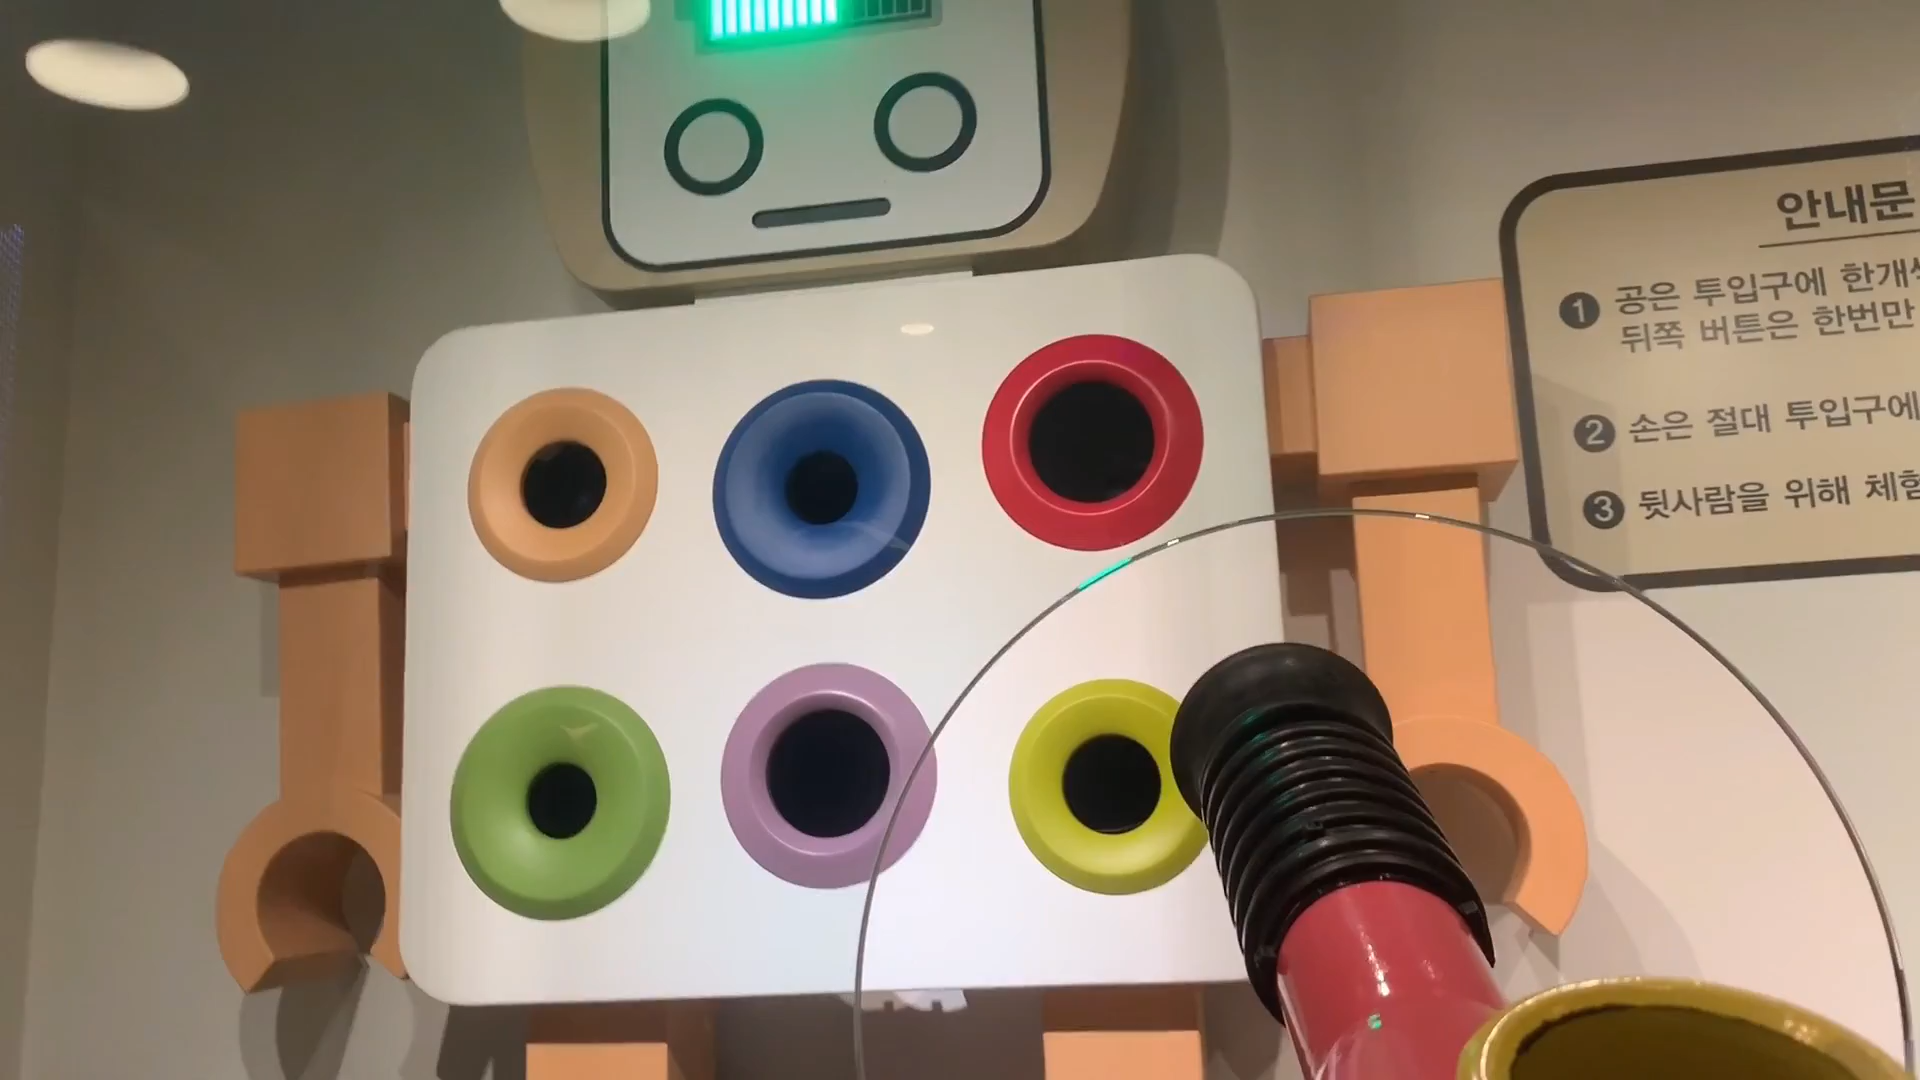 안내문
1 공은 투입구에 한개씩
뒤쪽 버튼은 한번만
2 손은 절대 투입구에
3 뒷사람을 위해 체험